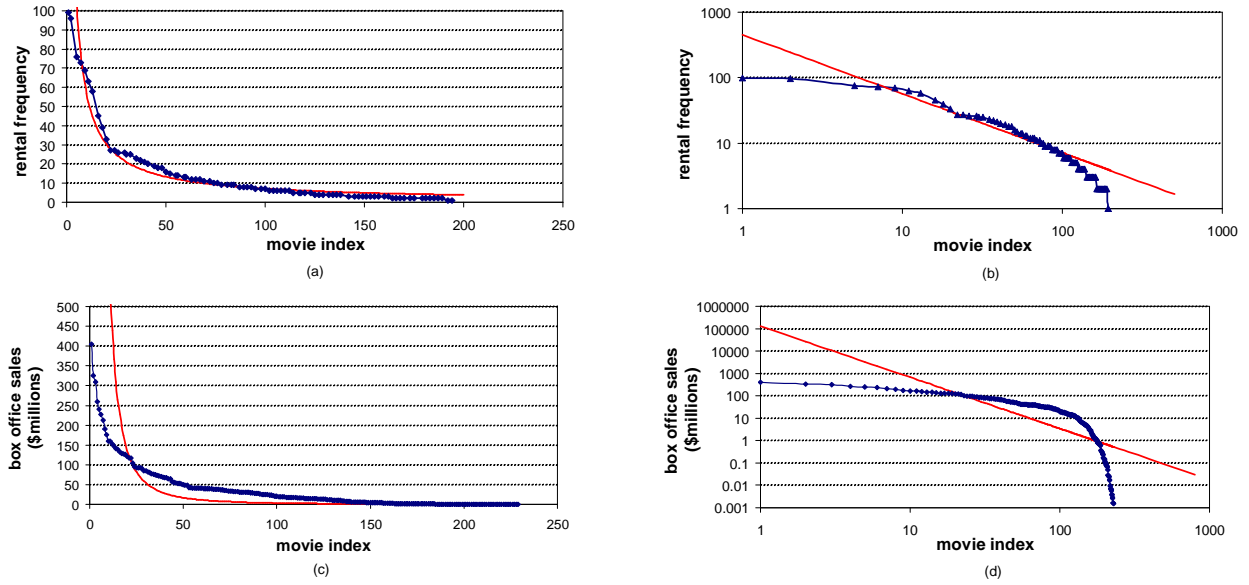 100
90
80
70
60
50
40
30
20
10
0
rental frequency
0 50 100 150 200 250
movie index
(a)
1000
100
10
1
rental frequency
1 10 100 1000
movie index
(b)
500
450
400
350
300
250
200
150
100
50
0
box office sales
($millions)
0 50 100 150 200 250
movie index
(c)
1000000
100000
10000
1000
100
10
1
0.1
0.01
0.001
box office sales
($millions)
1 10 100 1000
movie index
(d)